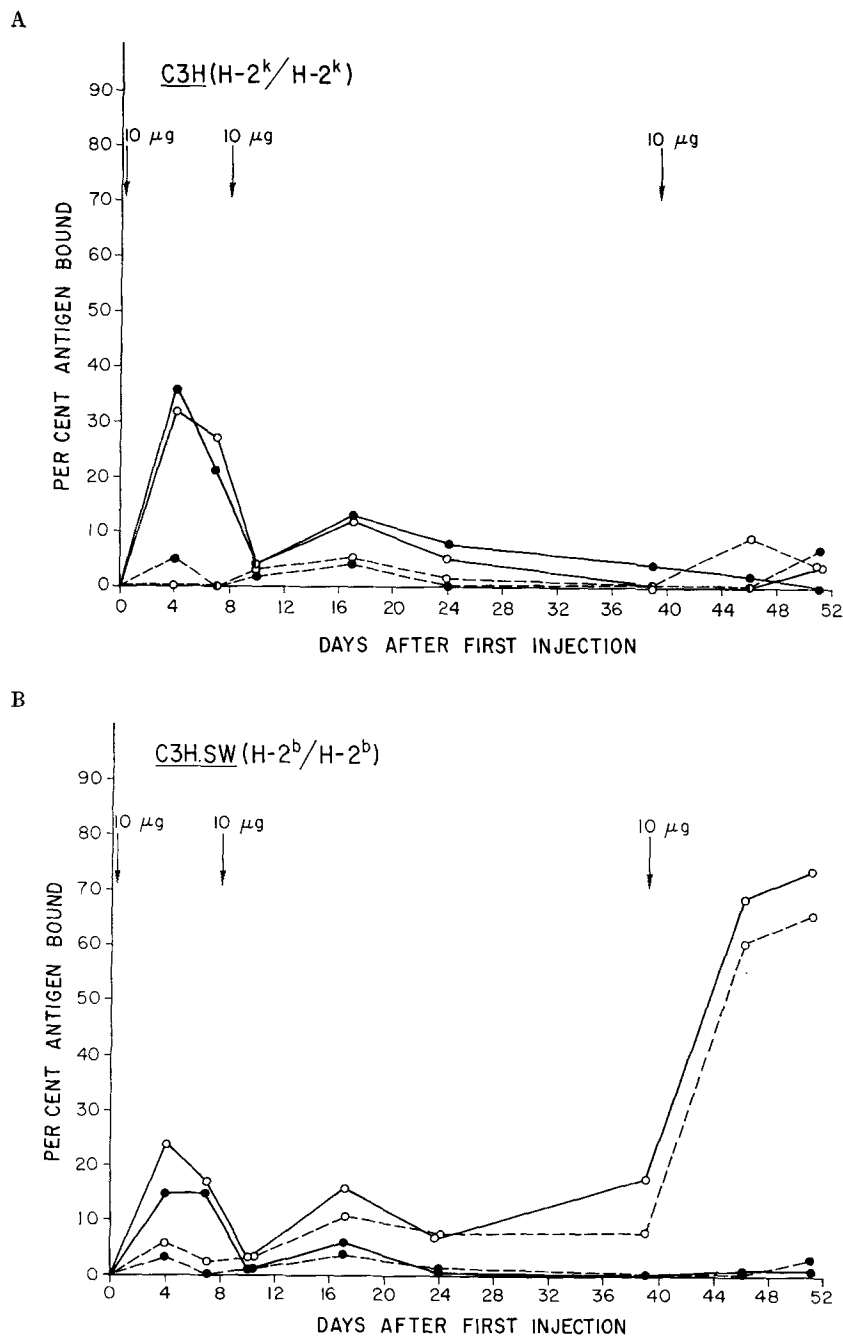 A
C3H (H-2ᵏ/H-2ᵏ)
10 µg 10 µg 10 µg
PER CENT ANTIGEN BOUND
90
80
70
60
50
40
30
20
10
0
0 4 8 12 16 20 24 28 32 36 40 44 48 52
DAYS AFTER FIRST INJECTION
B
C3H.SW (H-2ᵇ/H-2ᵇ)
10 µg 10 µg 10 µg
PER CENT ANTIGEN BOUND
90
80
70
60
50
40
30
20
10
0
0 4 8 12 16 20 24 28 32 36 40 44 48 52
DAYS AFTER FIRST INJECTION